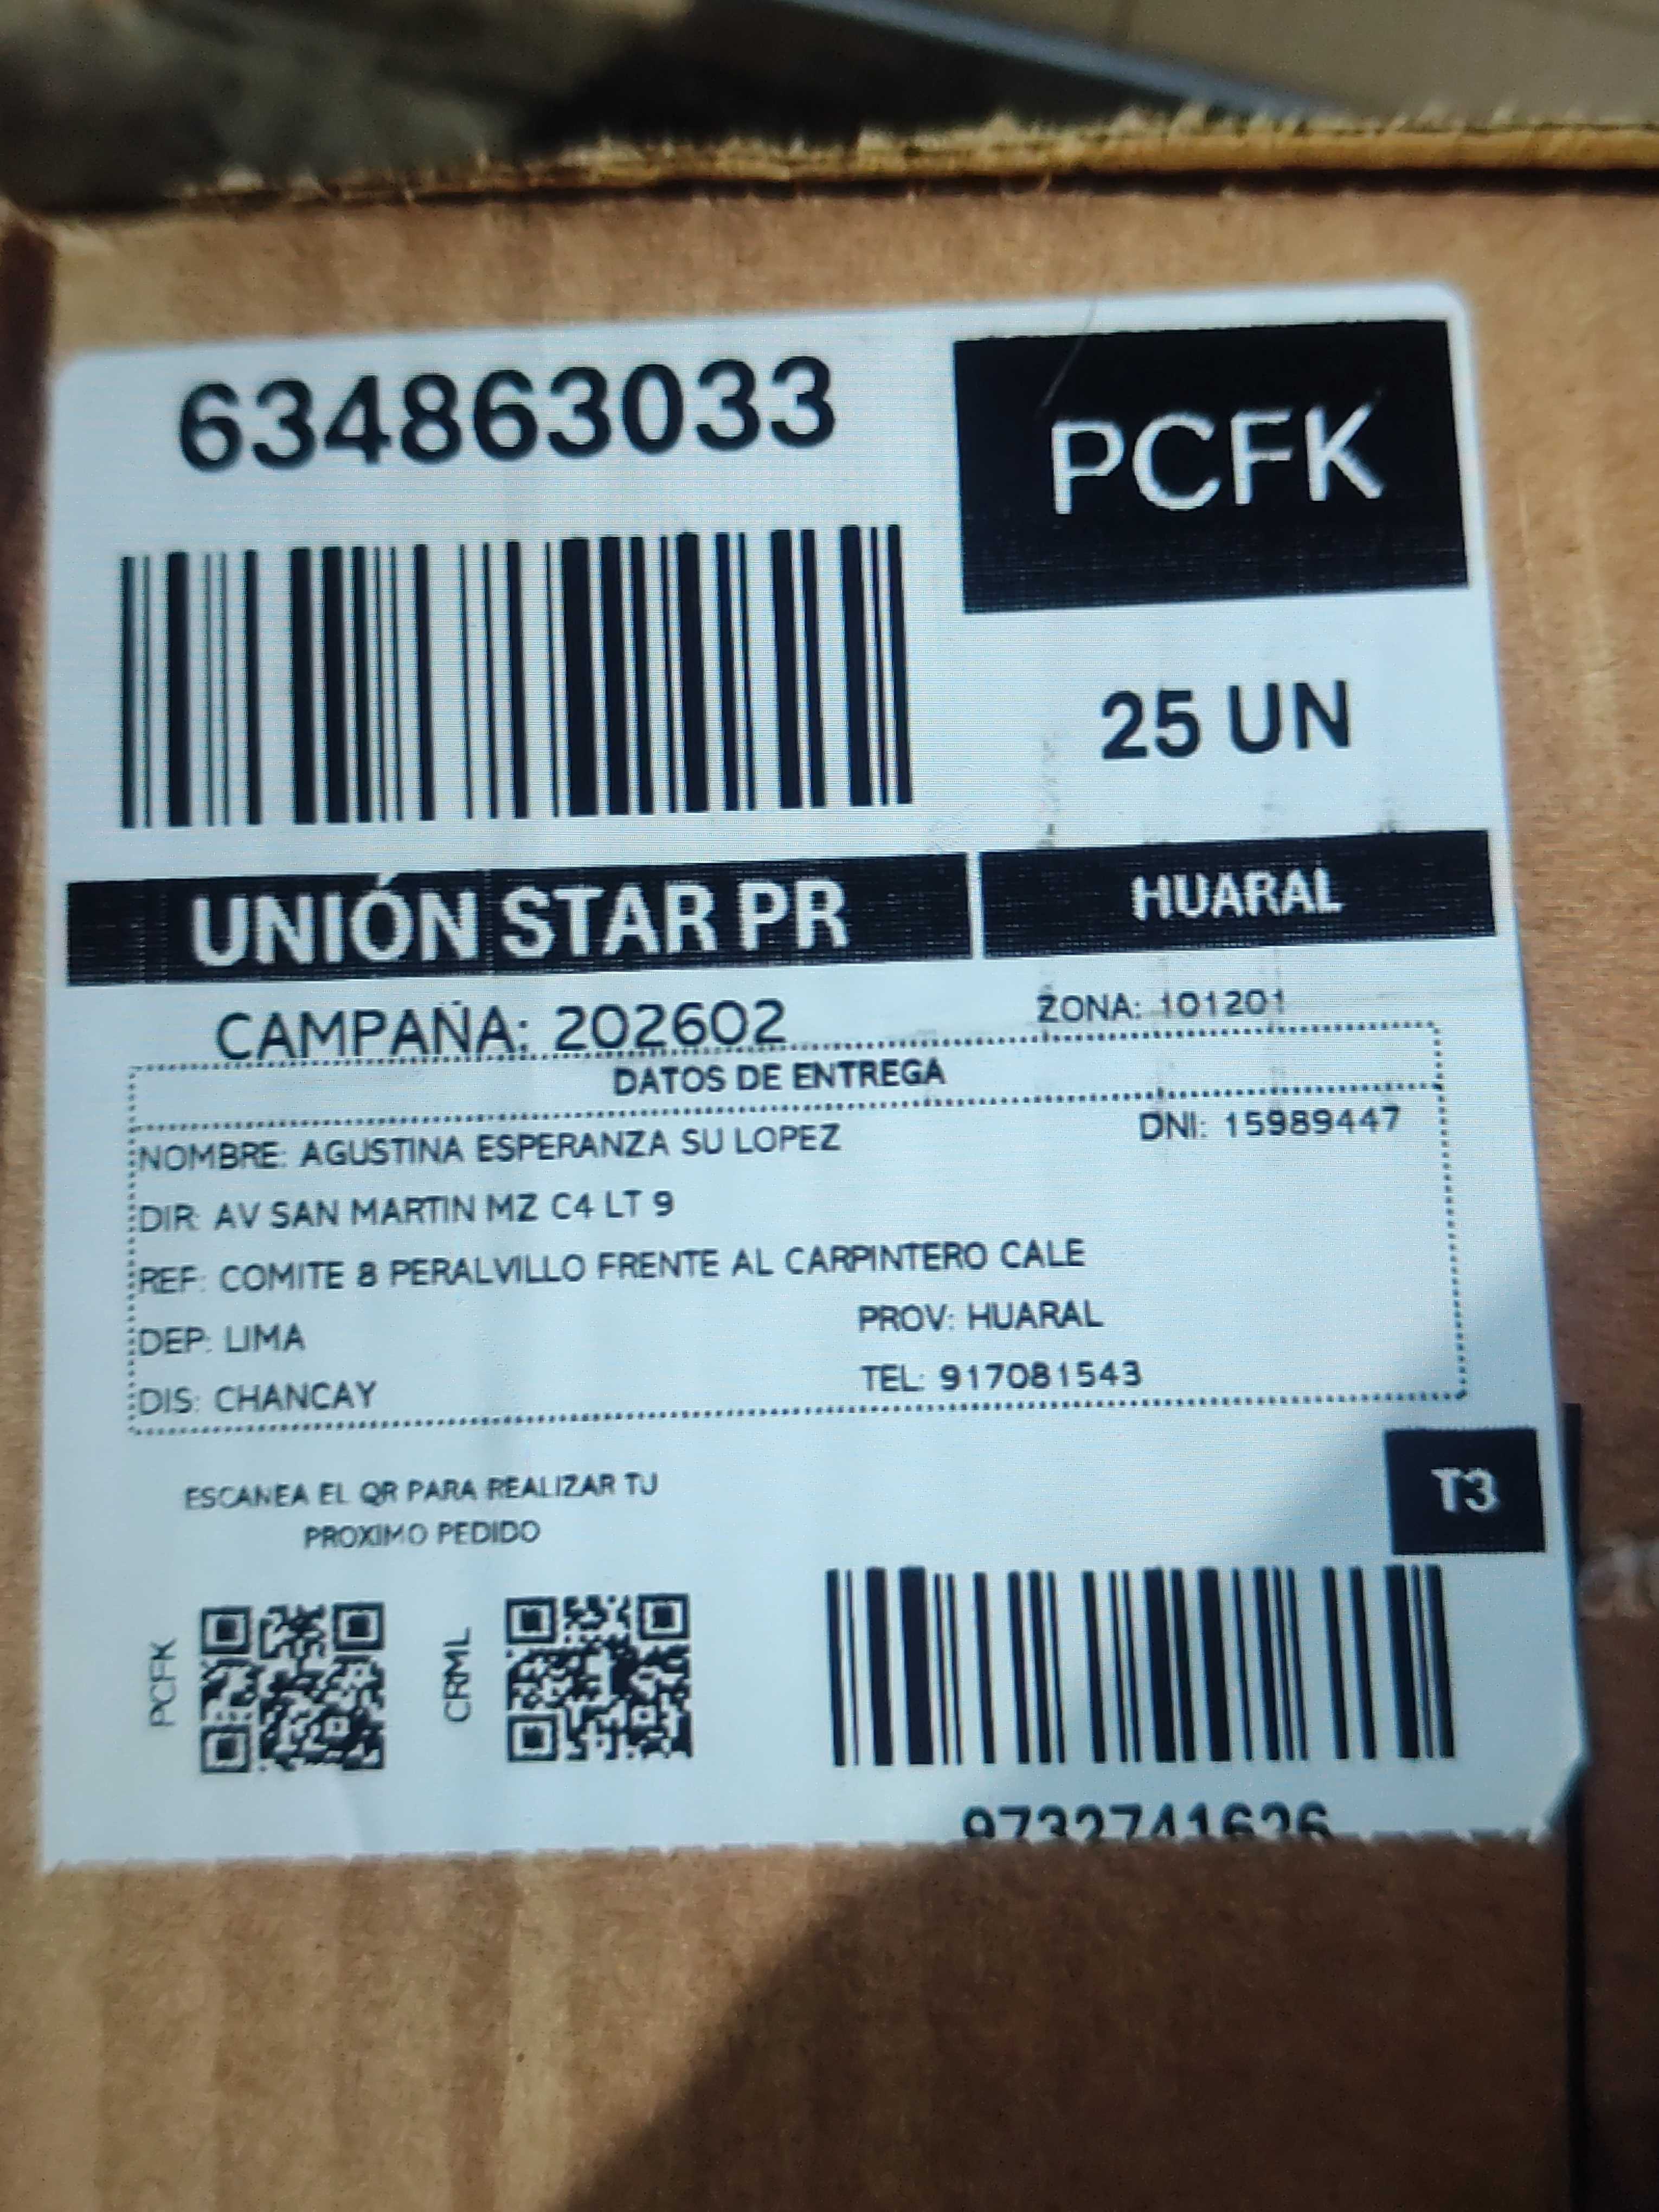 634863033
PCFK
25 UN
UNIÓN STAR PR
HUARAL
CAMPAÑA: 202602
ZONA: 101201
DATOS DE ENTREGA
NOMBRE: AGUSTINA ESPERANZA SU LOPEZ
DNI: 15989447
DIR: AV SAN MARTIN MZ C4 LT 9
REF: COMITE 8 PERALVILLO FRENTE AL CARPINTERO CALE
DEP: LIMA
PROV: HUARAL
DIS: CHANCAY
TEL: 917081543
T3
ESCANEA EL QR PARA REALIZAR TU
PROXIMO PEDIDO
PCFK
CRML
9732741626